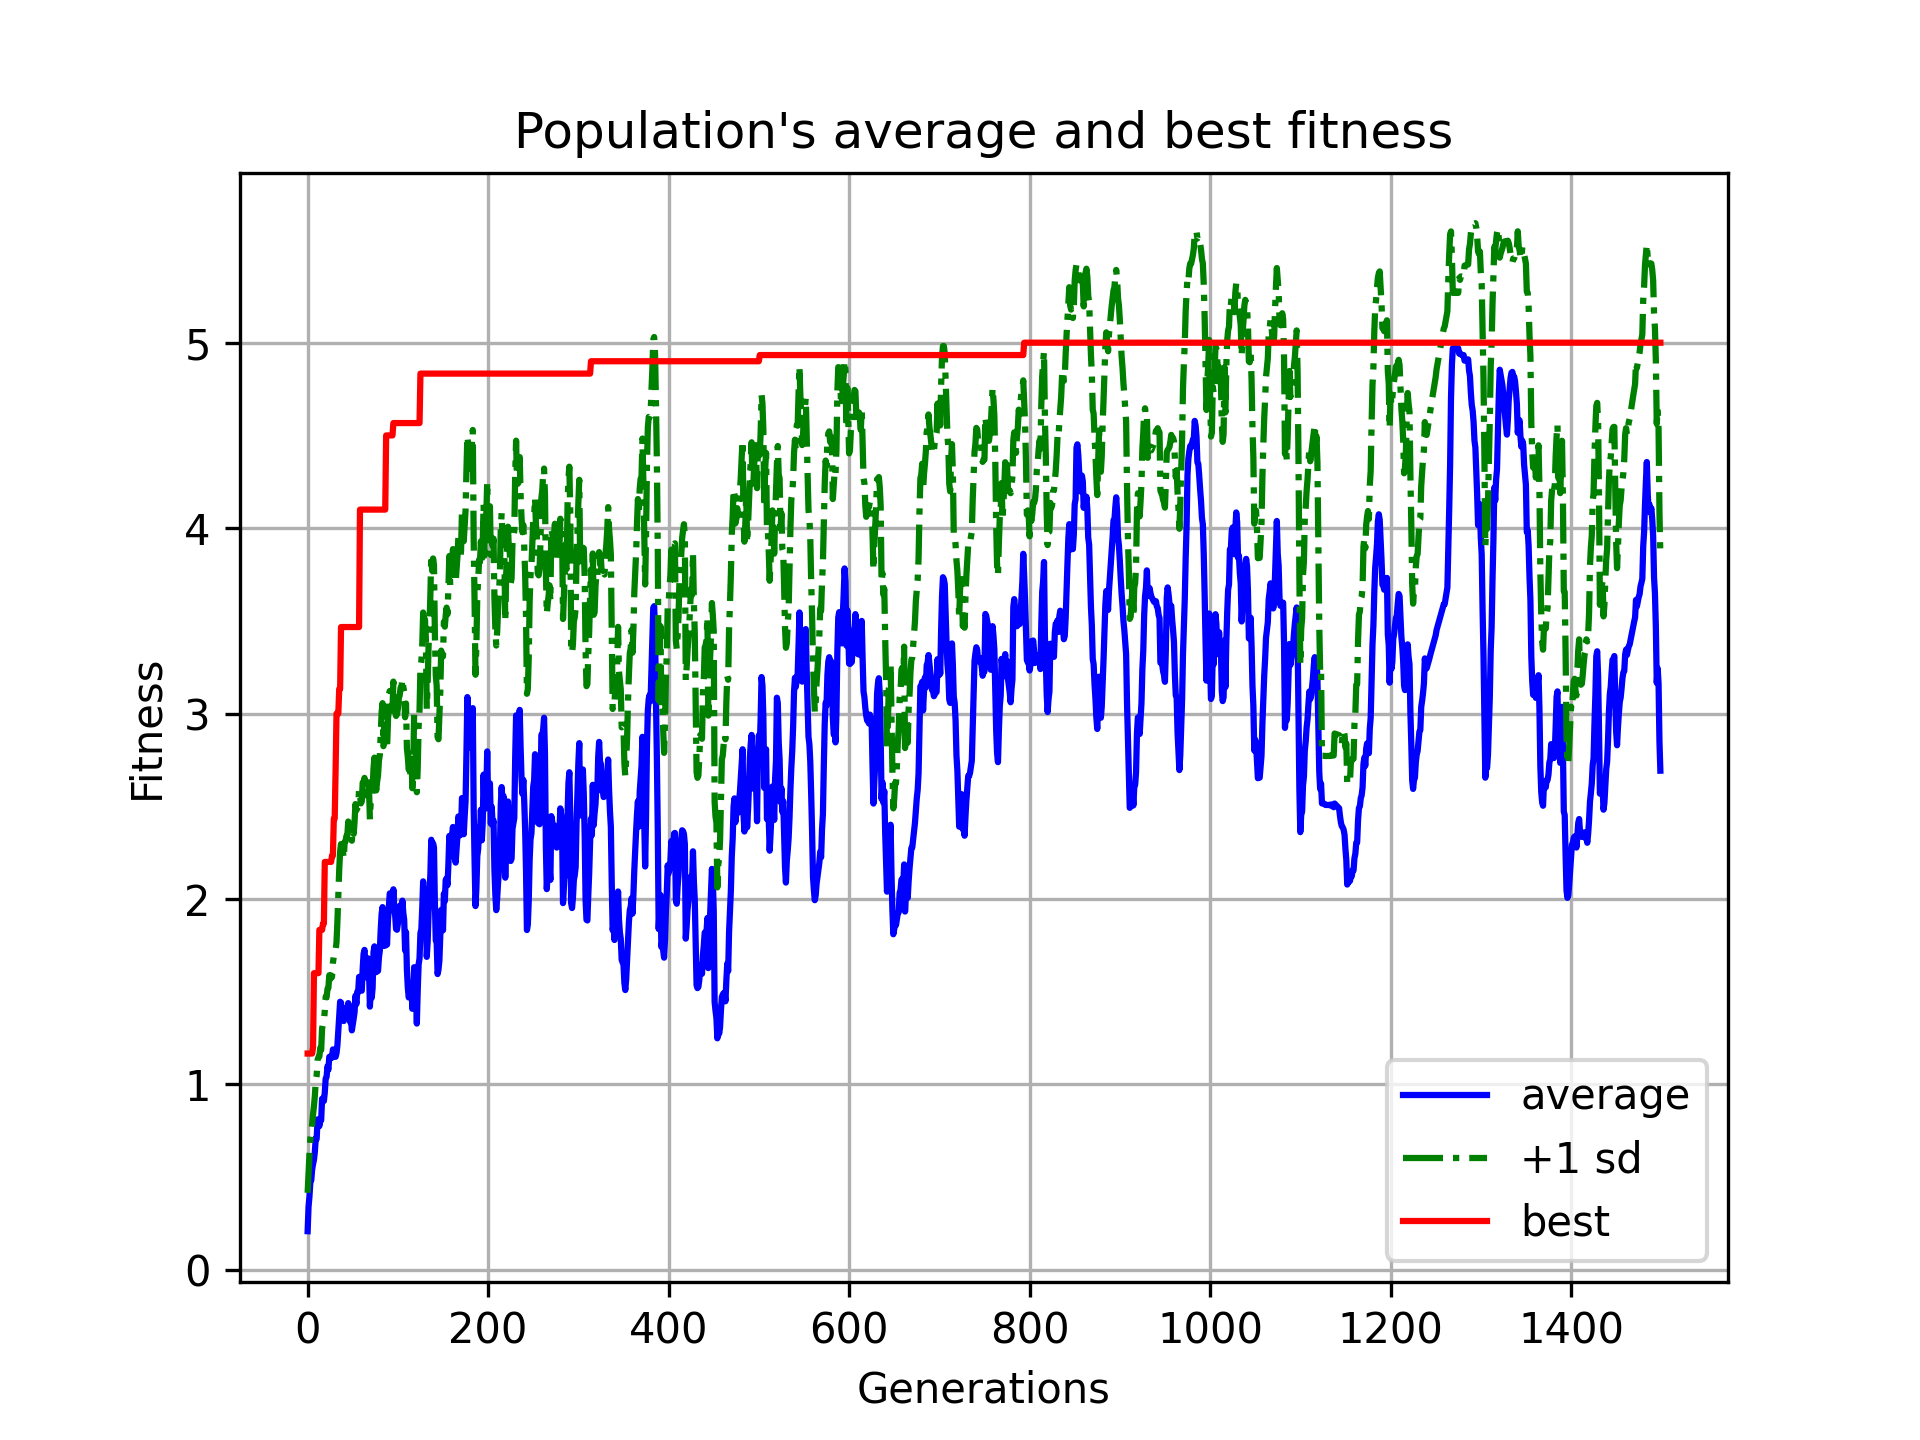 Population's average and best fitness
Fitness
5
4
3
2
1
0
0 200 400 600 800 1000 1200 1400
Generations
average
+1 sd
best